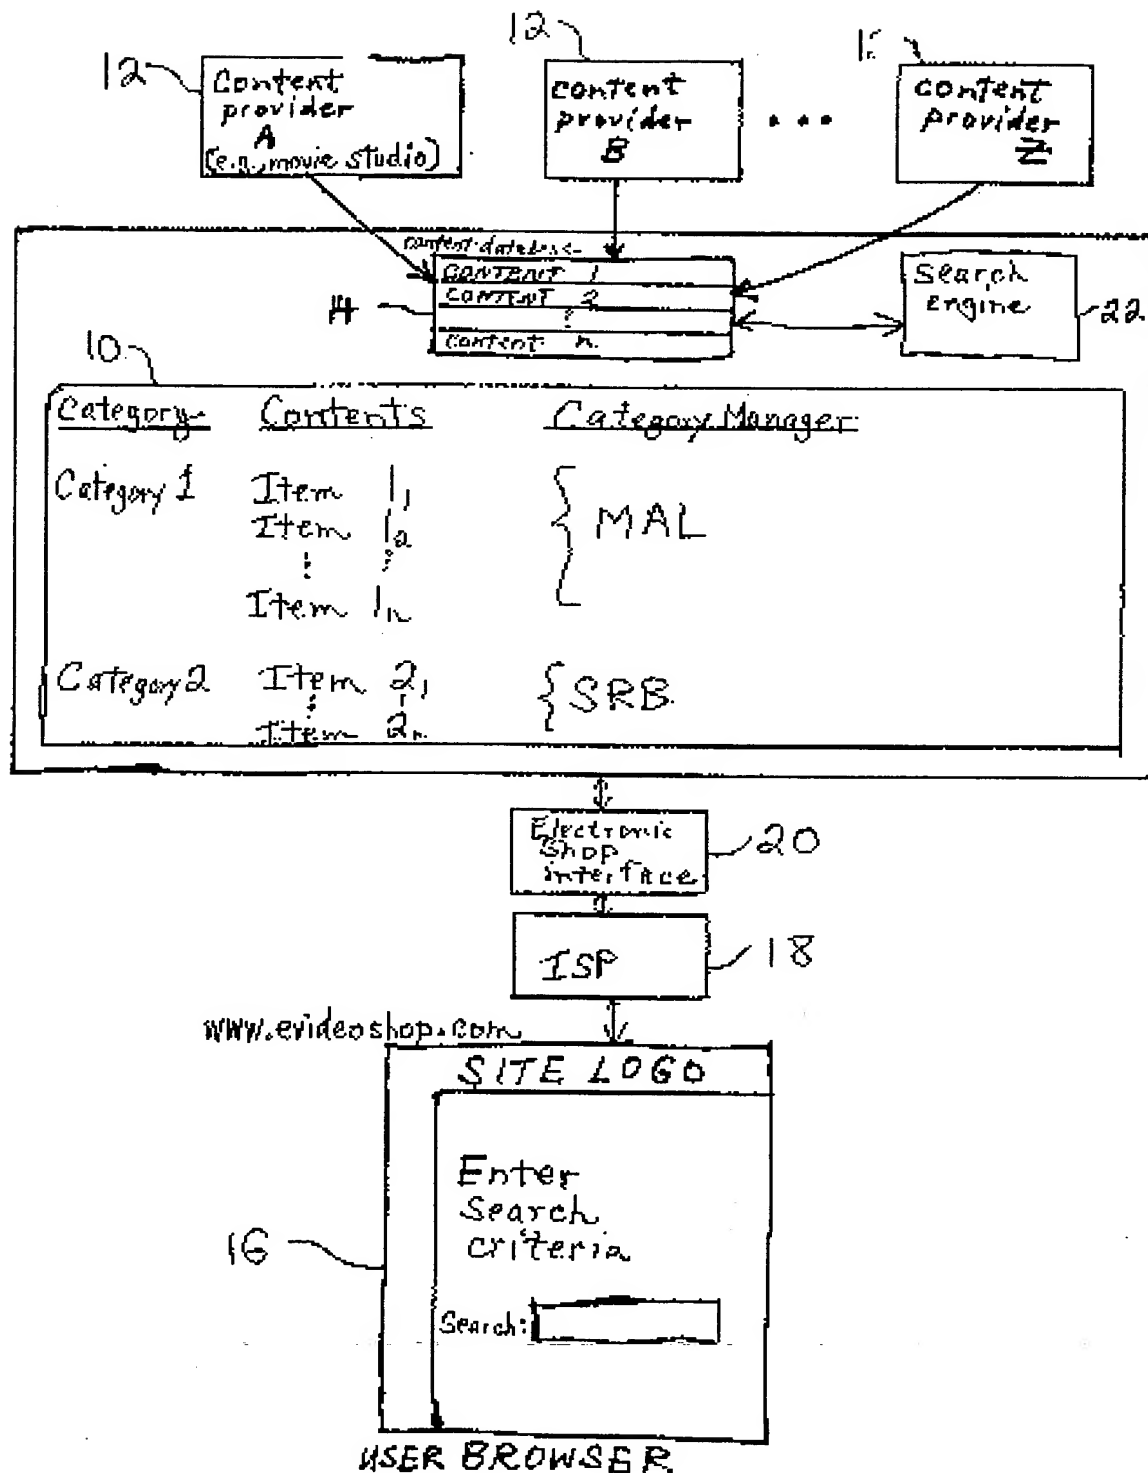 12
Content
provider
A
(e.g., movie studio)
12
content
provider
B
• • •
content
provider
Z
content database
CONTENT 1
CONTENT 2
content n
14
Search
engine
22
10
Category Contents Category Manager
Category 1 Item 1₁ { MAL
Item 1₂
Item 1ₙ
Category 2 Item 2₁ { SRB
Item 2ₙ
Electronic
Shop
interface
20
ISP
18
www.evideoshop.com
SITE LOGO
Enter
Search
criteria
Search:
16
USER BROWSER